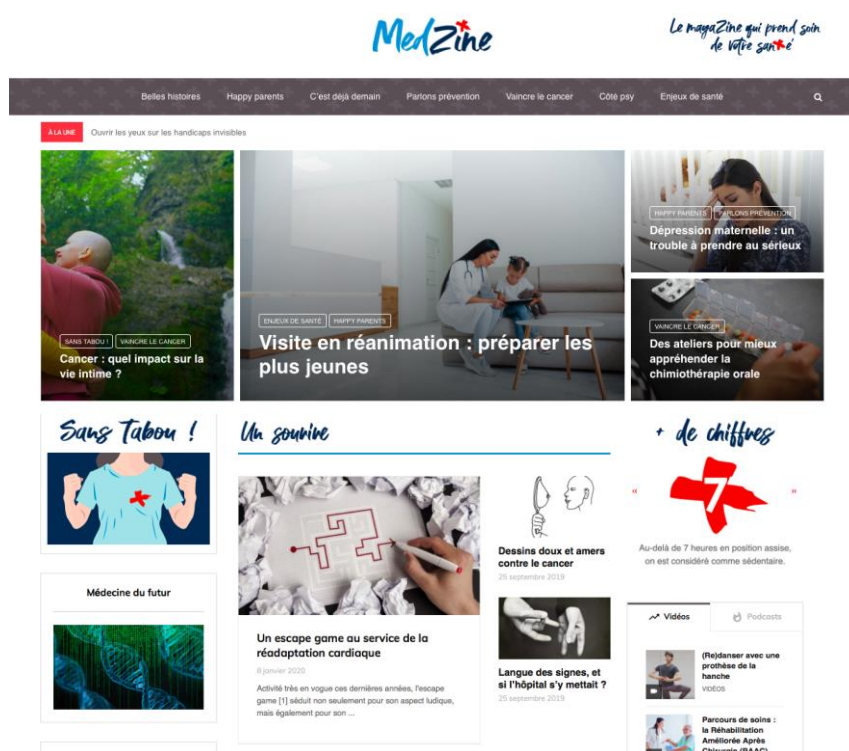 MedZine
Le magaZine qui prend soin
de votre santé
Belles histoires
Happy parents
C'est déjà demain
Parlons prévention
Vaincre le cancer
Côté psy
Enjeux de santé
À LA UNE
Ouvrir les yeux sur les handicaps invisibles
SANS TABOU !
VAINCRE LE CANCER
Cancer : quel impact sur la
vie intime ?
ENJEUX DE SANTÉ
HAPPY PARENTS
Visite en réanimation : préparer les
plus jeunes
HAPPY PARENTS
PARLONS PRÉVENTION
Dépression maternelle : un
trouble à prendre au sérieux
VAINCRE LE CANCER
Des ateliers pour mieux
appréhender la
chimiothérapie orale
Sans Tabou !
Médecine du futur
Un sourire
Un escape game au service de la
réadaptation cardiaque
8 janvier 2020
Activité très en vogue ces dernières années, l'escape
game [1] séduit non seulement pour son aspect ludique,
mais également pour son ...
Dessins doux et amers
contre le cancer
25 septembre 2019
Langue des signes, et
si l'hôpital s'y mettait ?
25 septembre 2019
+ de chiffres
« 7 »
Au-delà de 7 heures en position assise,
on est considéré comme sédentaire.
Vidéos
Podcasts
(Re)danser avec une
prothèse de la
hanche
VIDÉOS
Parcours de soins :
la Réhabilitation
Améliorée Après
Chirurgie (RAAC)